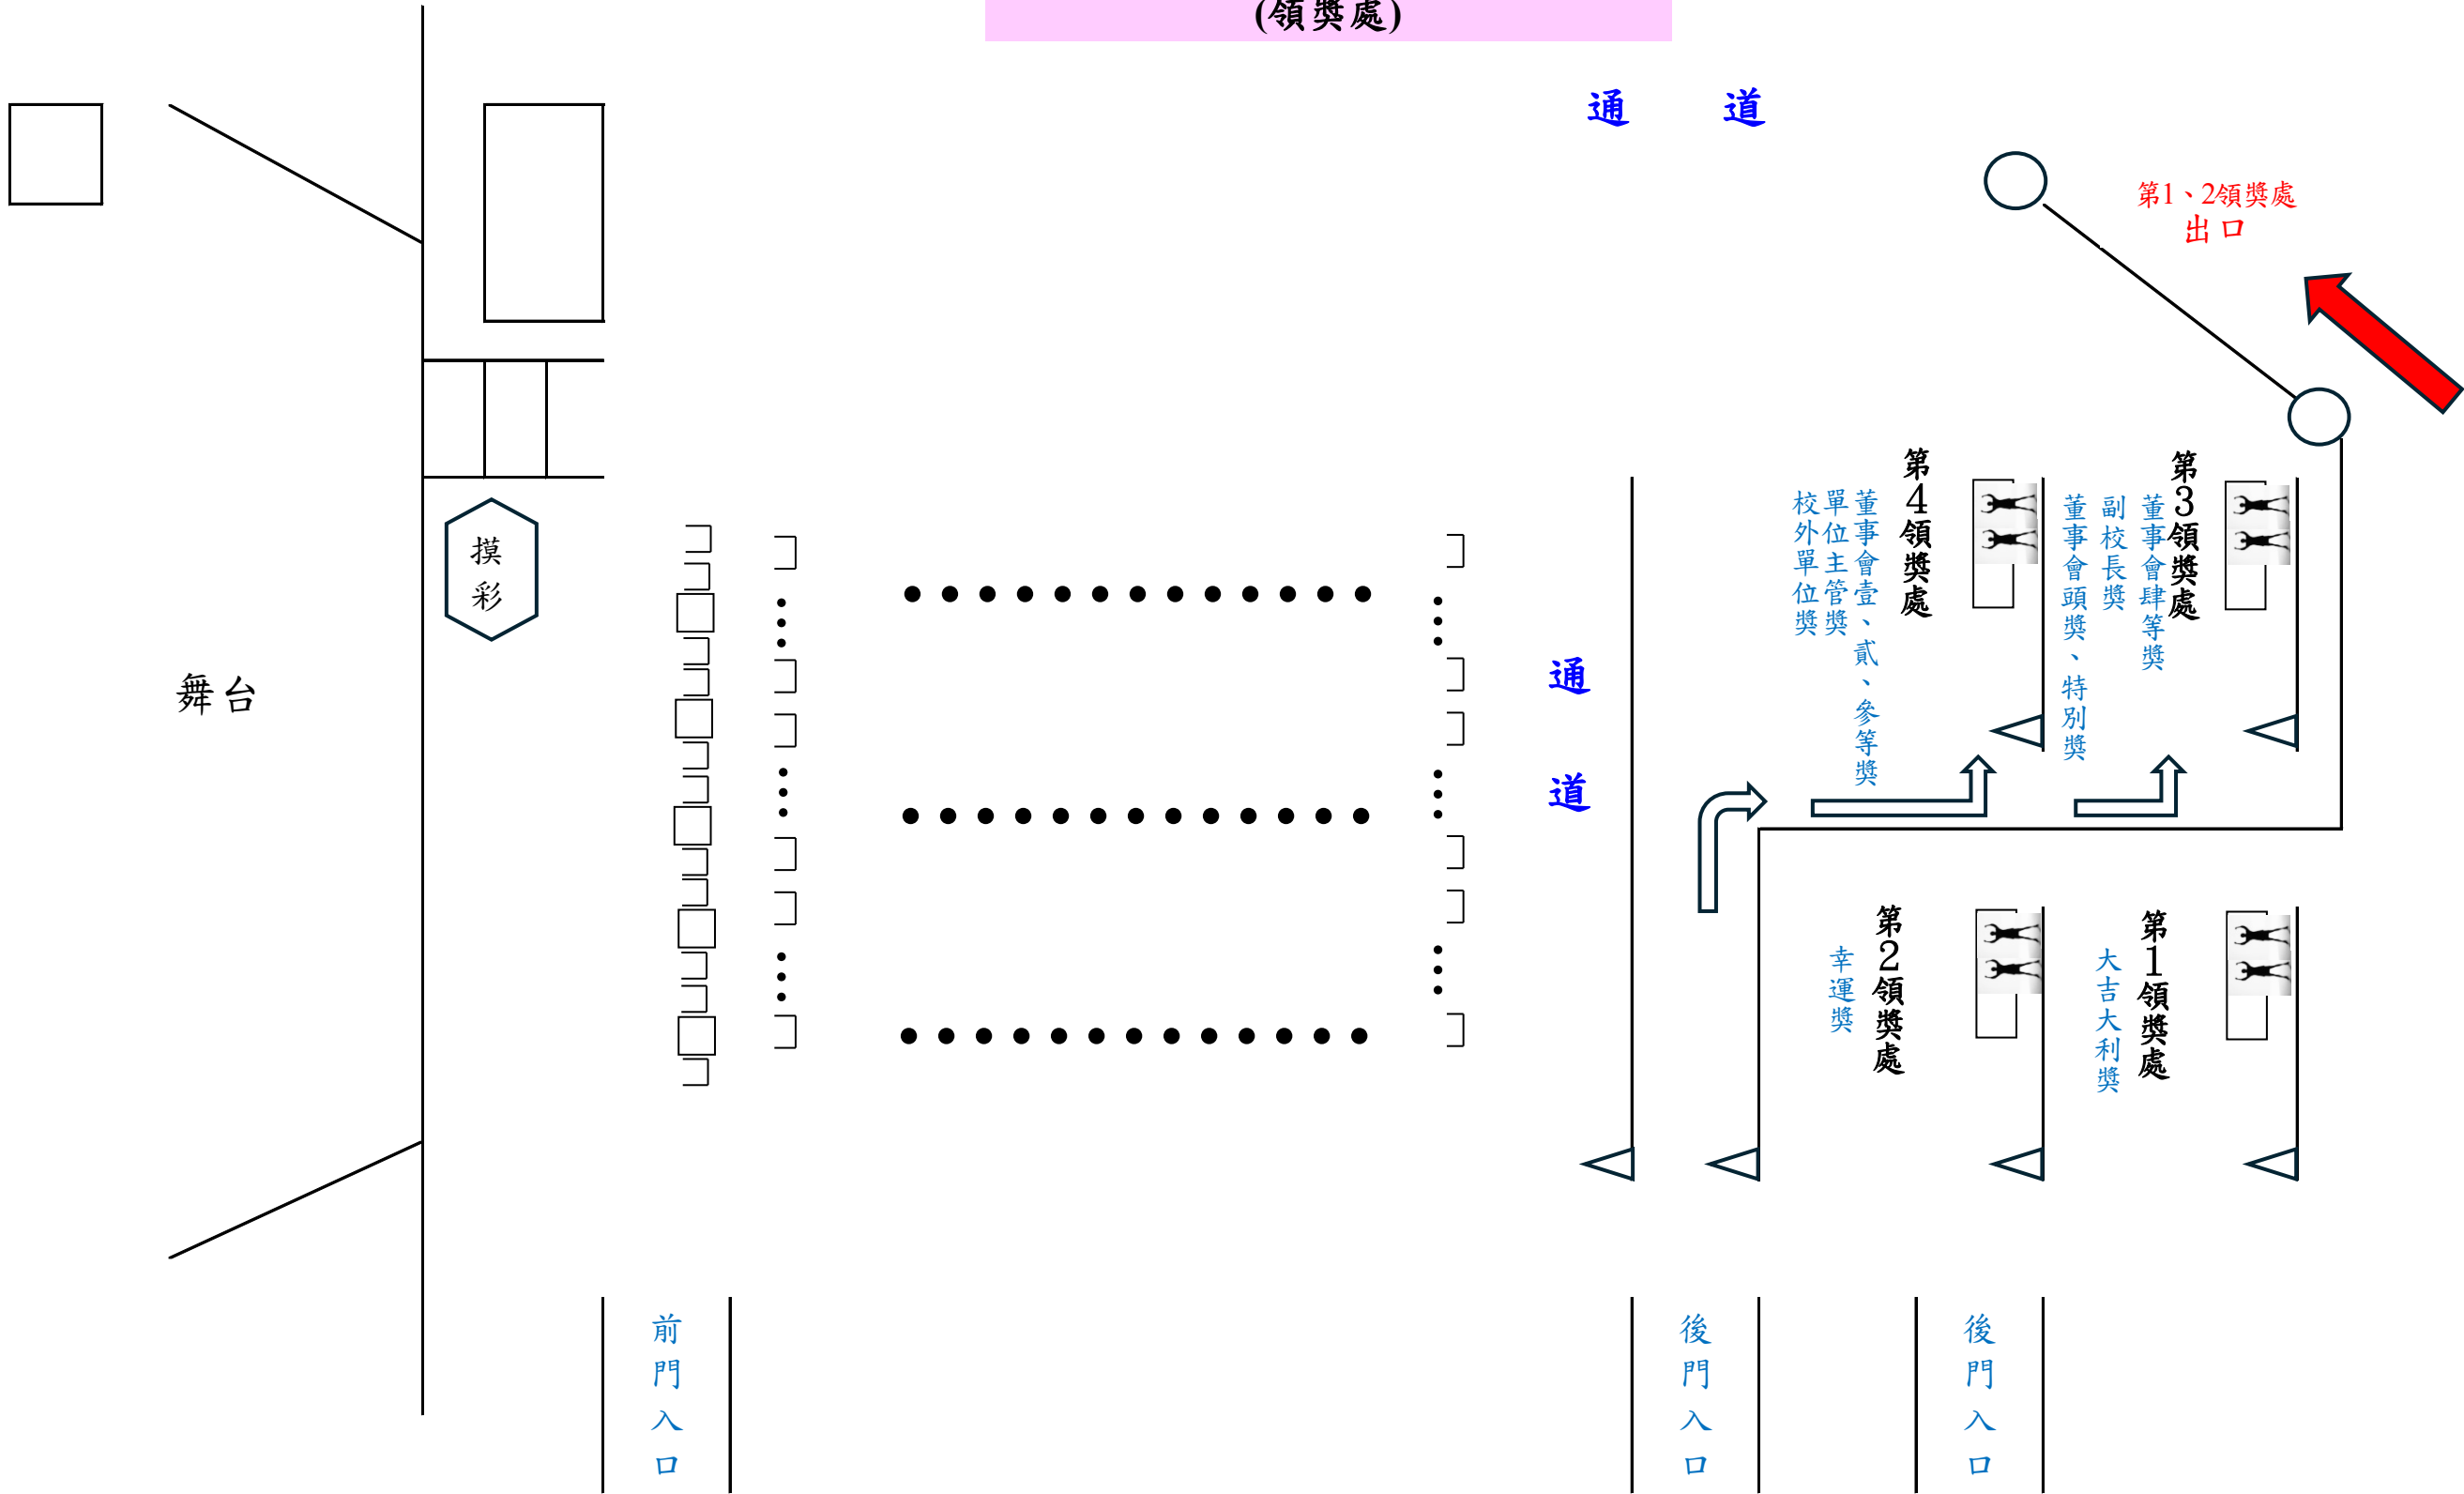 (領獎處)
通道
第1、2領獎處
出口
第4領獎處
董事會壹、貳、參等獎
單位主管獎
校外單位獎
第3領獎處
董事會肆等獎
副校長獎
董事會頭獎、特別獎
摸彩
舞台
通道
第2領獎處
幸運獎
第1領獎處
大吉大利獎
前門入口
後門入口
後門入口